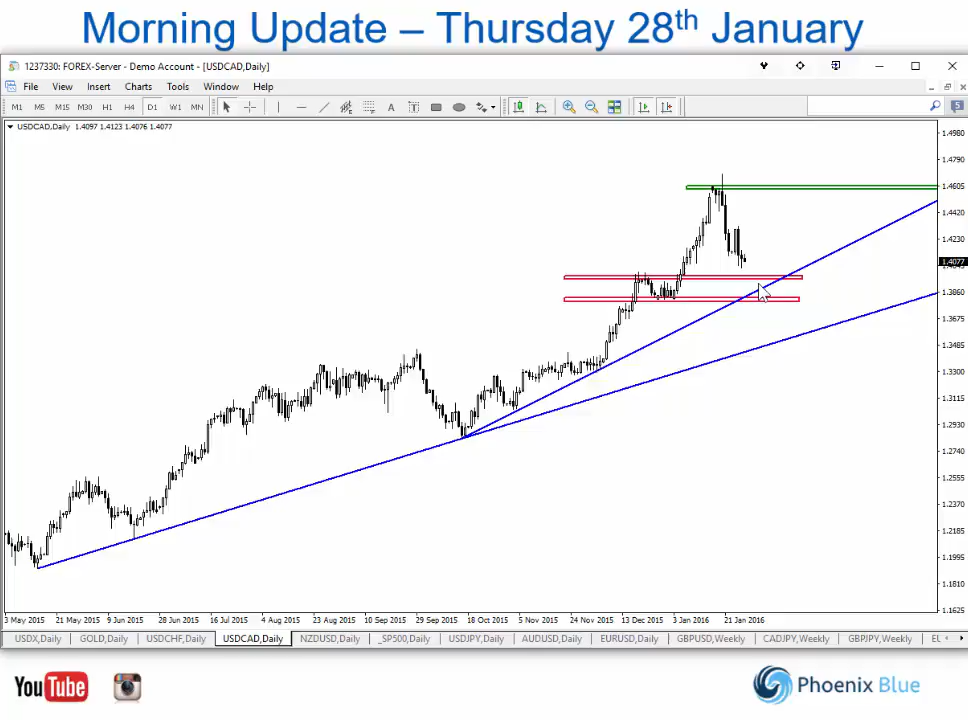 Morning Update – Thursday 28th January
1237330: FOREX-Server - Demo Account - [USDCAD,Daily]
File View Insert Charts Tools Window Help
M1 M5 M15 M30 H1 H4 D1 W1 MN A T 5
USDCAD,Daily 1.4097 1.4123 1.4076 1.4077
1.4980
1.4790
1.4605
1.4420
1.4230
1.4077
1.3860
1.3675
1.3485
1.3300
1.3115
1.2930
1.2740
1.2555
1.2370
1.2185
1.1995
1.1810
1.1625
3 May 2015 21 May 2015 9 Jun 2015 28 Jun 2015 16 Jul 2015 4 Aug 2015 23 Aug 2015 10 Sep 2015 29 Sep 2015 18 Oct 2015 5 Nov 2015 24 Nov 2015 13 Dec 2015 3 Jan 2016 21 Jan 2016
USDX,Daily GOLD,Daily USDCHF,Daily USDCAD,Daily NZDUSD,Daily _SP500,Daily USDJPY,Daily AUDUSD,Daily EURUSD,Daily GBPUSD,Weekly CADJPY,Weekly GBPJPY,Weekly
YouTube Phoenix Blue